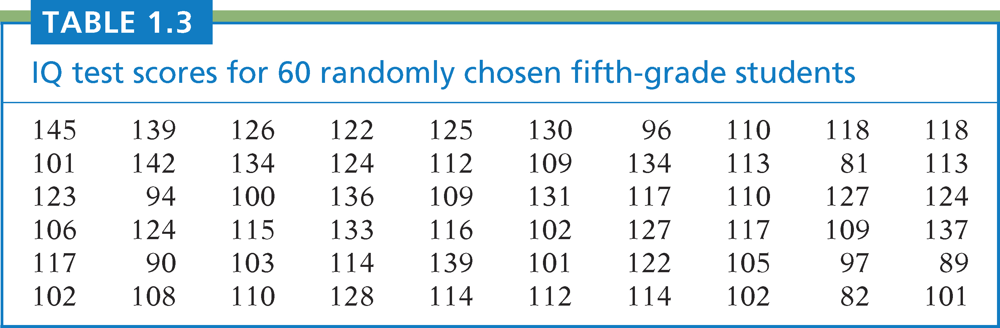 TABLE 1.3
IQ test scores for 60 randomly chosen fifth-grade students
145 139 126 122 125 130 96 110 118 118
101 142 134 124 112 109 134 113 81 113
123 94 100 136 109 131 117 110 127 124
106 124 115 133 116 102 127 117 109 137
117 90 103 114 139 101 122 105 97 89
102 108 110 128 114 112 114 102 82 101